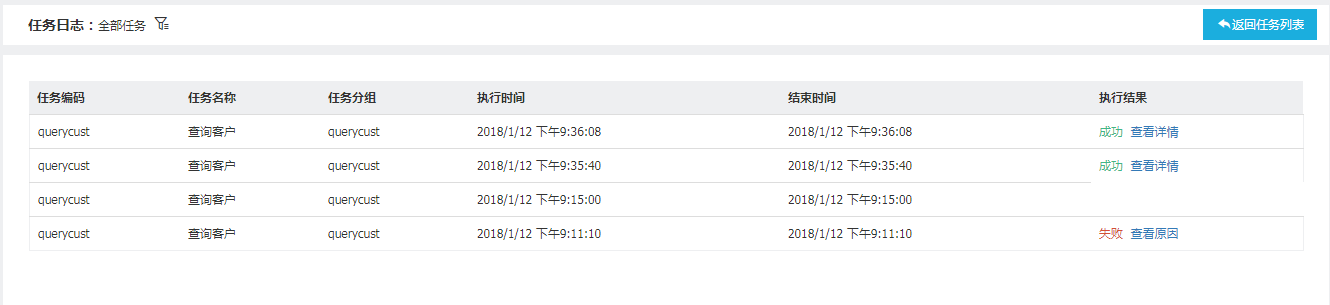 任务日志：全部任务
返回任务列表
任务编码 任务名称 任务分组 执行时间 结束时间 执行结果
querycust 查询客户 querycust 2018/1/12 下午9:36:08 2018/1/12 下午9:36:08 成功 查看详情
querycust 查询客户 querycust 2018/1/12 下午9:35:40 2018/1/12 下午9:35:40 成功 查看详情
querycust 查询客户 querycust 2018/1/12 下午9:15:00 2018/1/12 下午9:15:00
querycust 查询客户 querycust 2018/1/12 下午9:11:10 2018/1/12 下午9:11:10 失败 查看原因